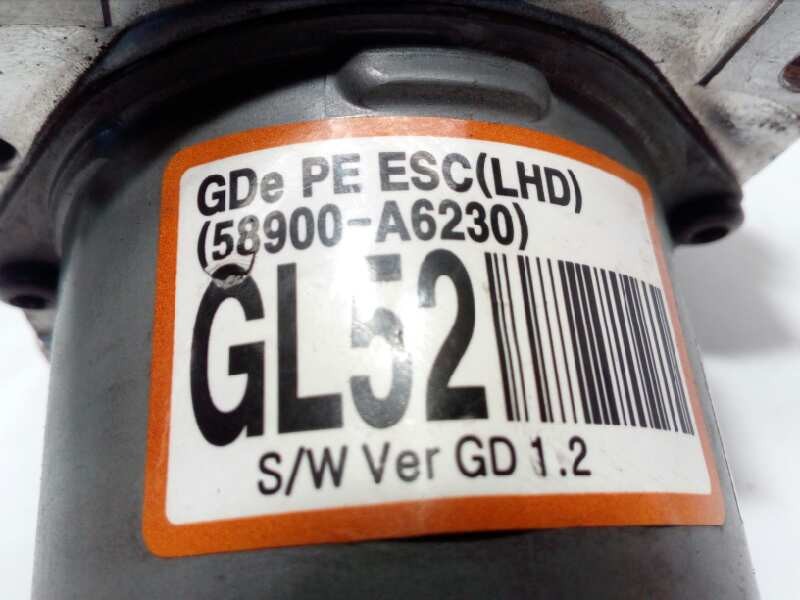 GDe PE ESC(LHD)
(58900-A6230)
GL52
S/W Ver GD 1.2